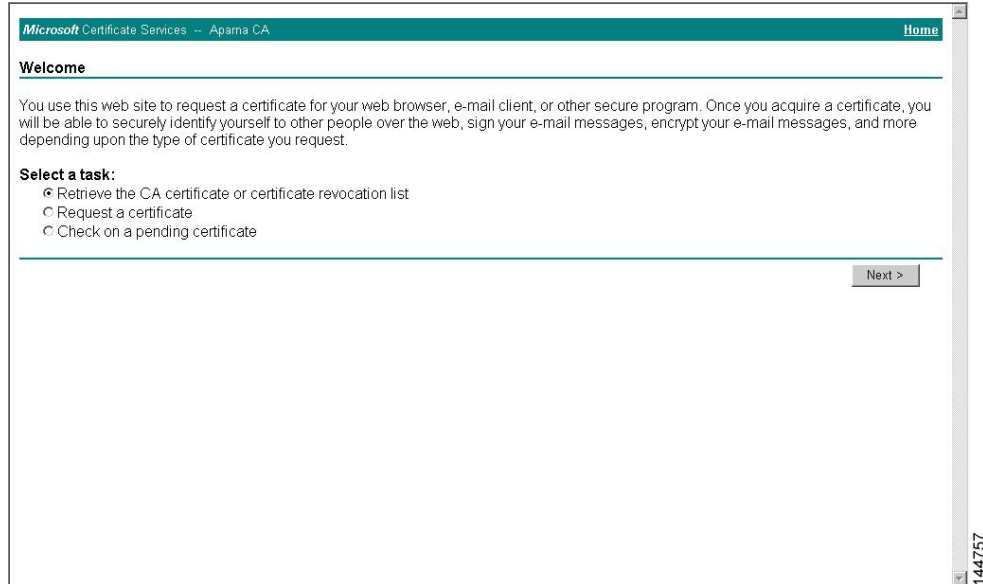 Microsoft Certificate Services -- Aparna CA Home
Welcome
You use this web site to request a certificate for your web browser, e-mail client, or other secure program. Once you acquire a certificate, you
will be able to securely identify yourself to other people over the web, sign your e-mail messages, encrypt your e-mail messages, and more
depending upon the type of certificate you request.
Select a task:
Retrieve the CA certificate or certificate revocation list
Request a certificate
Check on a pending certificate
Next >
144757